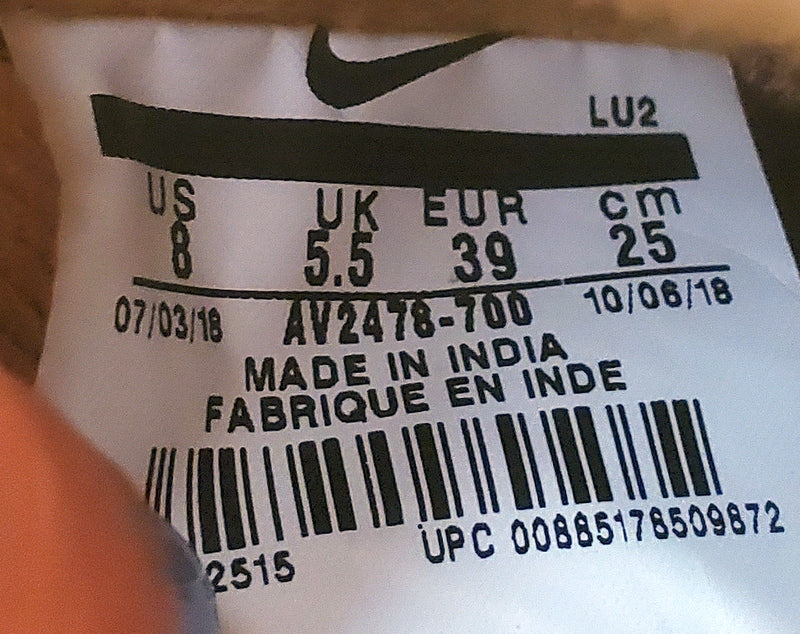 LU2
US UK EUR cm
8 5.5 39 25
07/03/18 AV2478-700 10/06/18
MADE IN INDIA
FABRIQUE EN INDE
2515 UPC 00885178509872